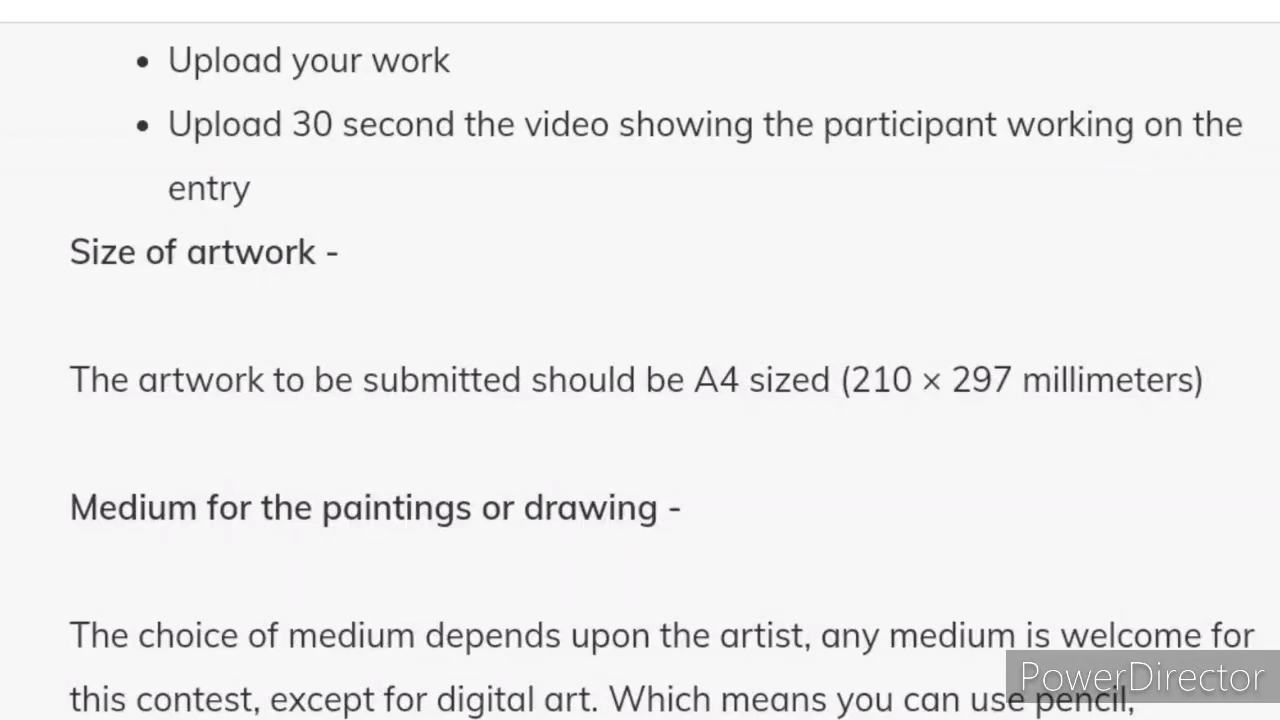 • Upload your work
• Upload 30 second the video showing the participant working on the
entry
Size of artwork -
The artwork to be submitted should be A4 sized (210 × 297 millimeters)
Medium for the paintings or drawing -
The choice of medium depends upon the artist, any medium is welcome for
this contest, except for digital art. Which means you can use pencil,
PowerDirector